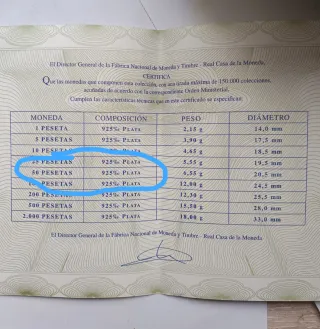 El Director General de la Fábrica Nacional de Moneda y Timbre - Real Casa de la Moneda,
CERTIFICA
Que las monedas que componen esta colección, con una tirada máxima de 150.000 colecciones,
acuñadas de acuerdo con la correspondiente Orden Ministerial.
Cumplen las características técnicas que en este certificado se especifican.
MONEDA COMPOSICIÓN PESO DIÁMETRO
1 PESETA 925‰ PLATA 2,15 g 14,0 mm
5 PESETAS 925‰ PLATA 3,90 g 17,5 mm
10 PESETAS 925‰ PLATA 4,65 g 18,5 mm
25 PESETAS 925‰ PLATA 5,55 g 19,5 mm
50 PESETAS 925‰ PLATA 6,55 g 20,5 mm
PESETAS 925‰ PLATA 12,00 g 24,5 mm
200 PESETAS 925‰ PLATA 12,50 g 25,5 mm
500 PESETAS 925‰ PLATA 15,50 g 28,0 mm
2.000 PESETAS 925‰ PLATA 18,00 g 33,0 mm
El Director General de la Fábrica Nacional de Moneda y Timbre - Real Casa de la Moneda